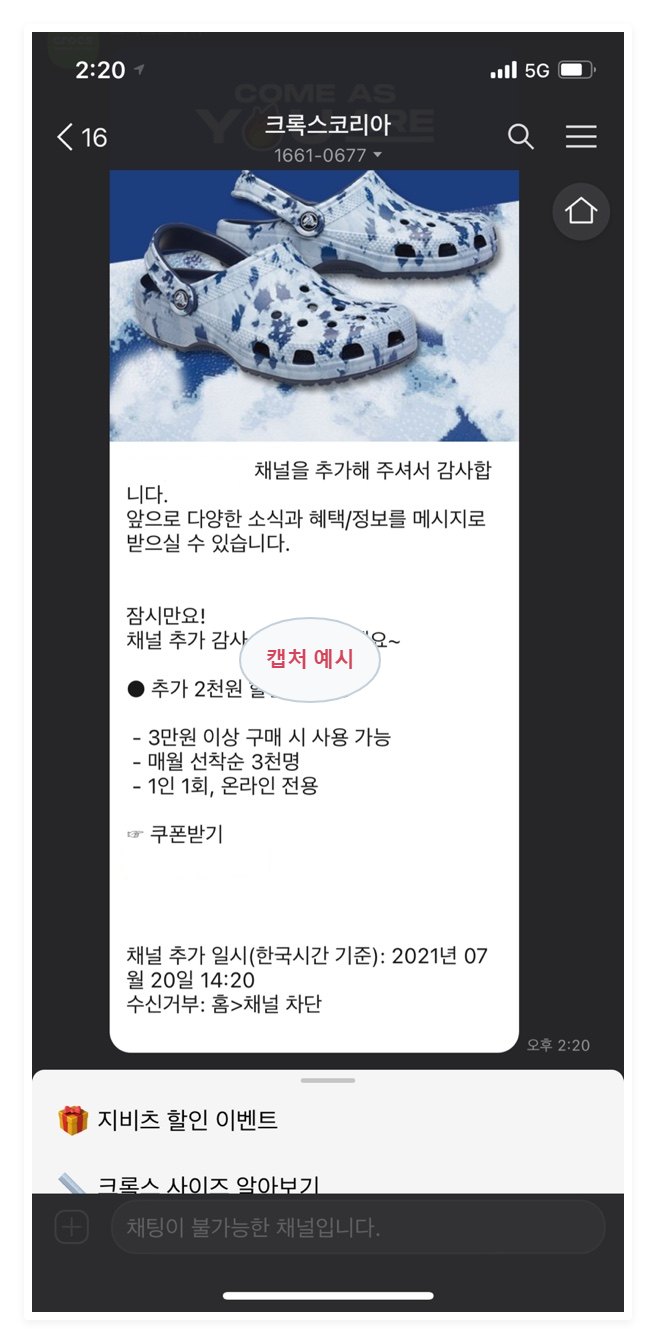 2:20
5G
COME AS
16
크록스코리아
1661-0677
채널을 추가해 주셔서 감사합
니다.
앞으로 다양한 소식과 혜택/정보를 메시지로
받으실 수 있습니다.
잠시만요!
채널 추가 감사 요~
캡처 예시
● 추가 2천원
- 3만원 이상 구매 시 사용 가능
- 매월 선착순 3천명
- 1인 1회, 온라인 전용
☞ 쿠폰받기
채널 추가 일시(한국시간 기준): 2021년 07
월 20일 14:20
수신거부: 홈>채널 차단
오후 2:20
지비츠 할인 이벤트
크록스 사이즈 알아보기
채팅이 불가능한 채널입니다.